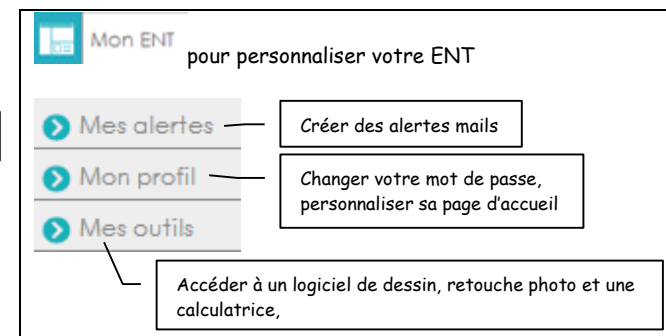 Mon ENT
pour personnaliser votre ENT
Mes alertes
Créer des alertes mails
Mon profil
Changer votre mot de passe,
personnaliser sa page d’accueil
Mes outils
Accéder à un logiciel de dessin, retouche photo et une
calculatrice,